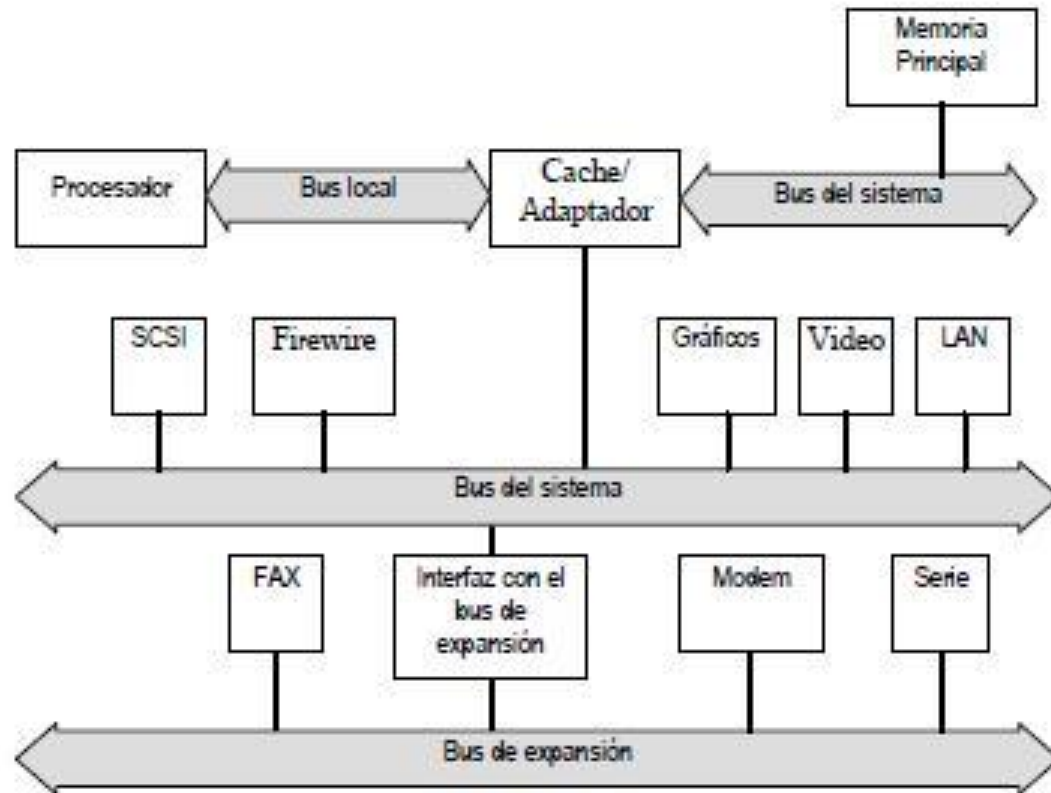 Memoria
Principal
Procesador
Bus local
Cache/
Adaptador
Bus del sistema
SCSI
Firewire
Gráficos
Video
LAN
Bus del sistema
FAX
Interfaz con el
bus de
expansión
Modem
Serie
Bus de expansión